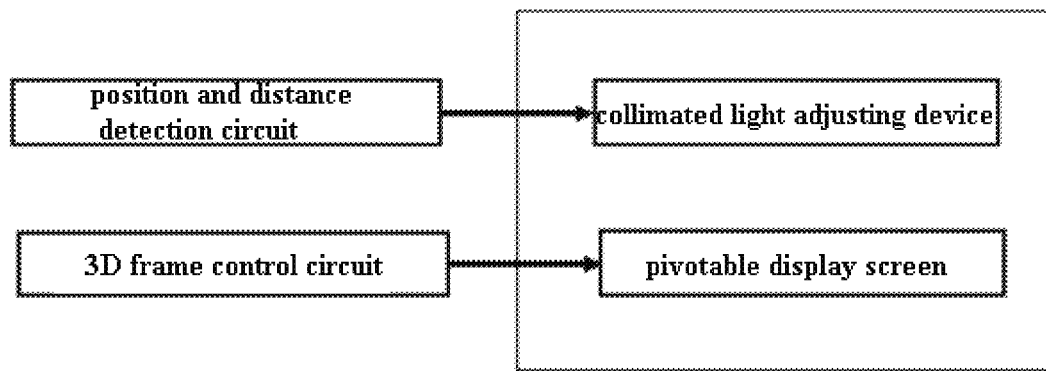 position and distance
detection circuit
collimated light adjusting device
3D frame control circuit
pivotable display screen